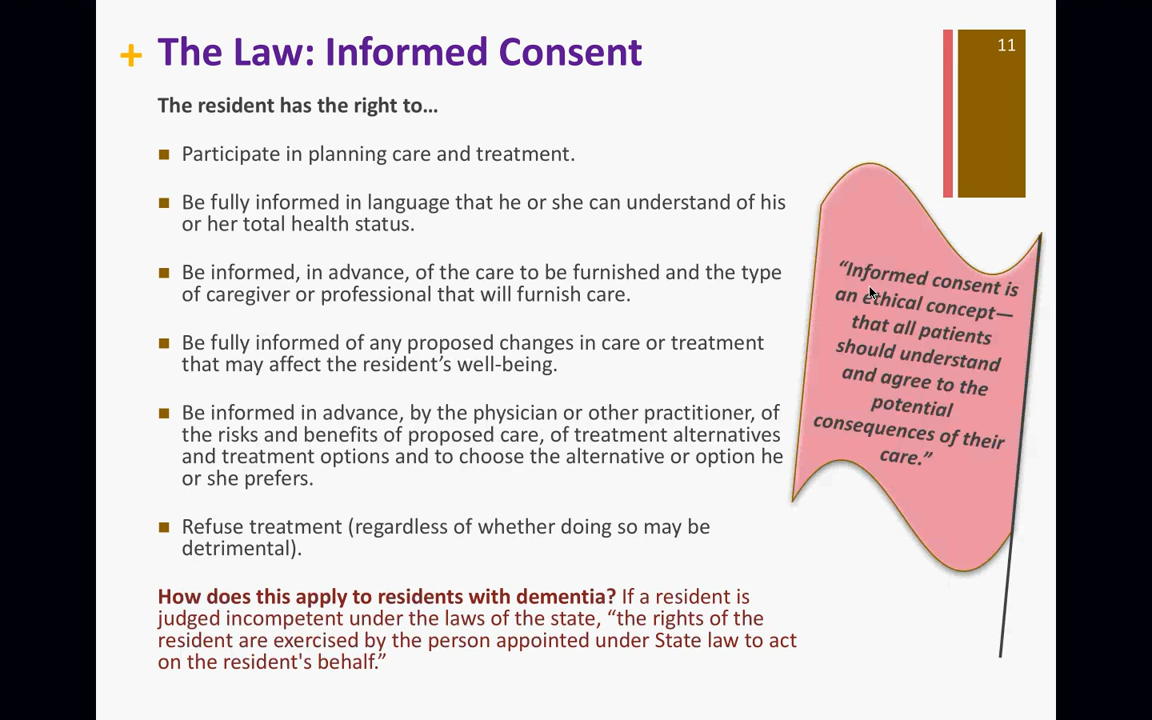 + The Law: Informed Consent
11
The resident has the right to…
Participate in planning care and treatment.
Be fully informed in language that he or she can understand of his
or her total health status.
Be informed, in advance, of the care to be furnished and the type
of caregiver or professional that will furnish care.
Be fully informed of any proposed changes in care or treatment
that may affect the resident’s well-being.
Be informed in advance, by the physician or other practitioner, of
the risks and benefits of proposed care, of treatment alternatives
and treatment options and to choose the alternative or option he
or she prefers.
Refuse treatment (regardless of whether doing so may be
detrimental).
How does this apply to residents with dementia? If a resident is
judged incompetent under the laws of the state, “the rights of the
resident are exercised by the person appointed under State law to act
on the resident's behalf.”
“Informed consent is
an ethical concept—
that all patients
should understand
and agree to the
potential
consequences of their
care.”